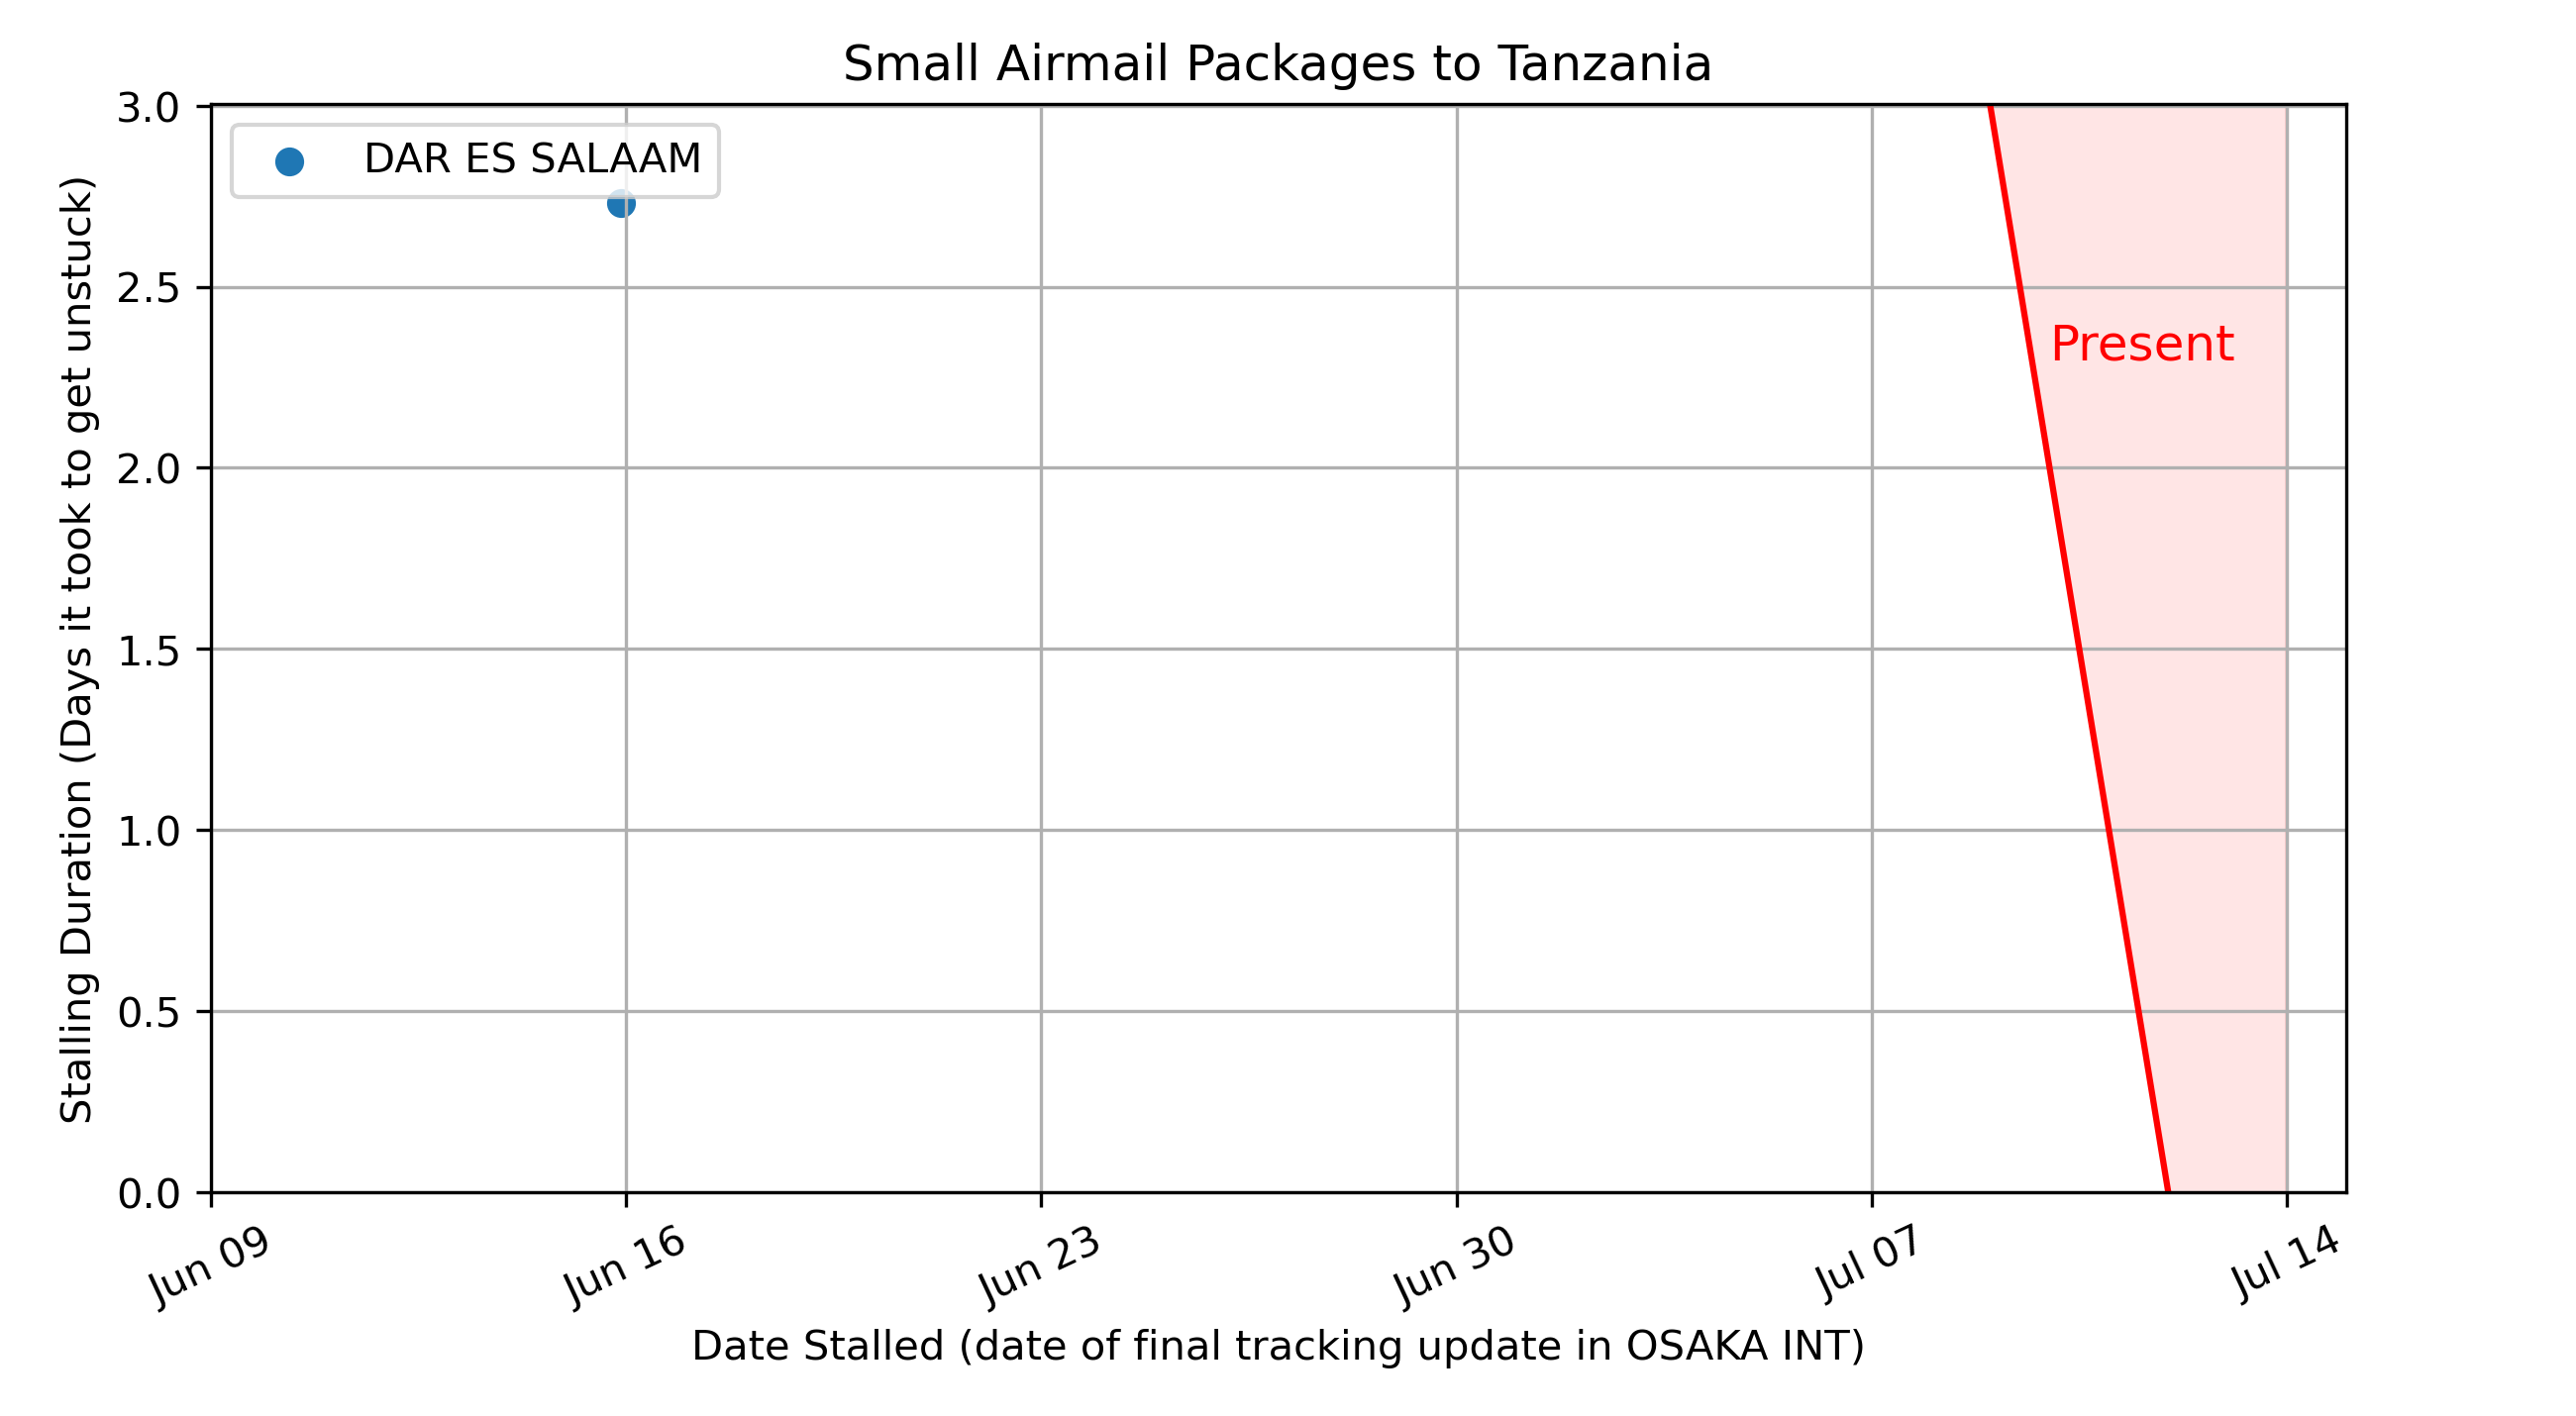 Small Airmail Packages to Tanzania
DAR ES SALAAM
Present
Stalling Duration (Days it took to get unstuck)
3.0
2.5
2.0
1.5
1.0
0.5
0.0
Jun 09
Jun 16
Jun 23
Jun 30
Jul 07
Jul 14
Date Stalled (date of final tracking update in OSAKA INT)